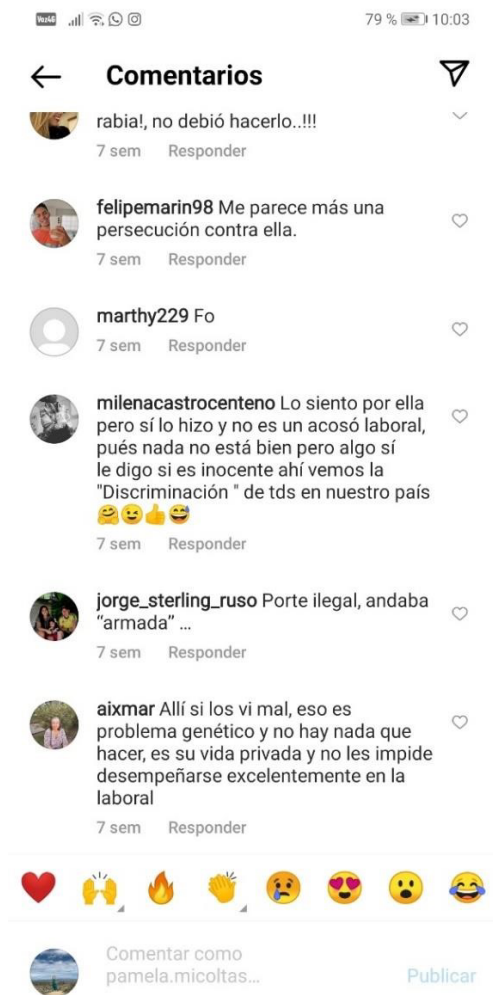 79 % 10:03
Comentarios
rabia!, no debió hacerlo..!!!
7 sem Responder
felipemarin98 Me parece más una
persecución contra ella.
7 sem Responder
marthy229 Fo
7 sem Responder
milenacastrocenteno Lo siento por ella
pero sí lo hizo y no es un acosó laboral,
pués nada no está bien pero algo sí
le digo si es inocente ahí vemos la
"Discriminación " de tds en nuestro país
🤗😉👍😅
7 sem Responder
jorge_sterling_ruso Porte ilegal, andaba
“armada” ...
7 sem Responder
aixmar Allí si los vi mal, eso es
problema genético y no hay nada que
hacer, es su vida privada y no les impide
desempeñarse excelentemente en la
laboral
7 sem Responder
❤️🙌🔥👏😢😍😮😂
Comentar como
pamela.micoltas...
Publicar